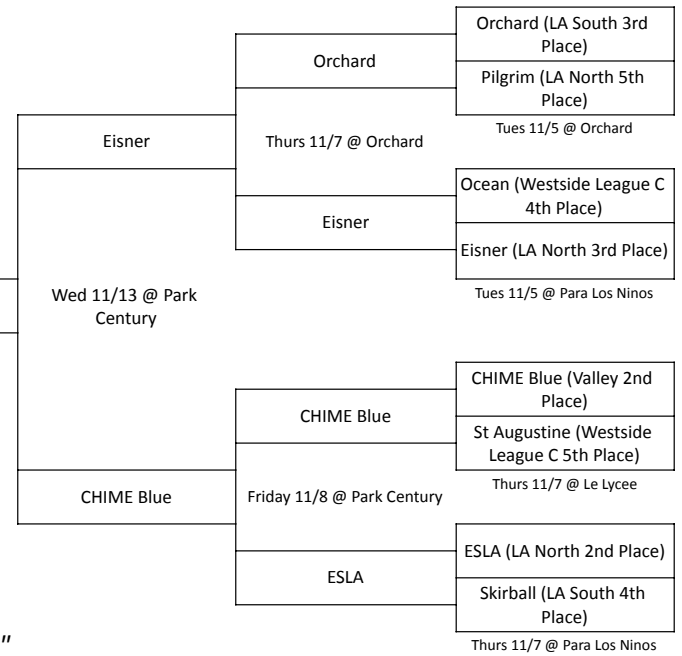 Orchard (LA South 3rd
Place)
Pilgrim (LA North 5th
Place)
Tues 11/5 @ Orchard
Orchard
Thurs 11/7 @ Orchard
Eisner
Ocean (Westside League C
4th Place)
Eisner (LA North 3rd Place)
Tues 11/5 @ Para Los Ninos
Eisner
Wed 11/13 @ Park
Century
CHIME Blue
CHIME Blue (Valley 2nd
Place)
St Augustine (Westside
League C 5th Place)
Thurs 11/7 @ Le Lycee
CHIME Blue
Friday 11/8 @ Park Century
ESLA
ESLA (LA North 2nd Place)
Skirball (LA South 4th
Place)
Thurs 11/7 @ Para Los Ninos
"